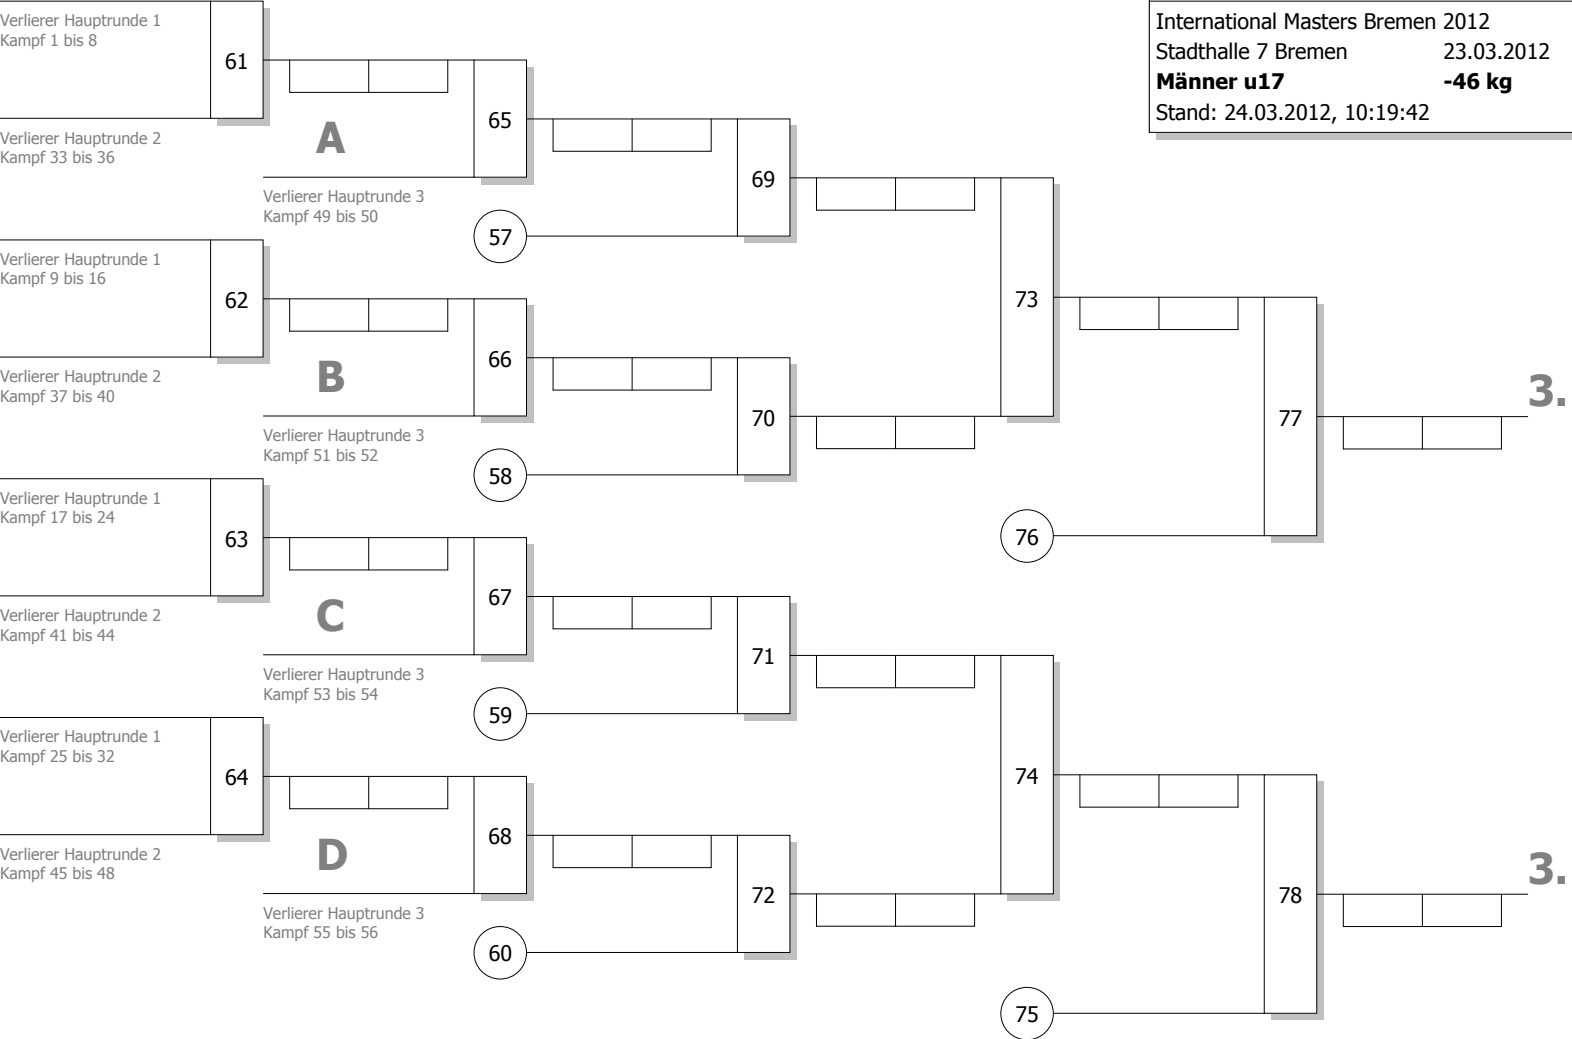 International Masters Bremen 2012
Stadthalle 7 Bremen 23.03.2012
Männer u17 -46 kg
Stand: 24.03.2012, 10:19:42
Verlierer Hauptrunde 1
Kampf 1 bis 8
61
Verlierer Hauptrunde 2
Kampf 33 bis 36
A
65
Verlierer Hauptrunde 3
Kampf 49 bis 50
57
69
Verlierer Hauptrunde 1
Kampf 9 bis 16
62
Verlierer Hauptrunde 2
Kampf 37 bis 40
B
66
Verlierer Hauptrunde 3
Kampf 51 bis 52
58
70
73
Verlierer Hauptrunde 1
Kampf 17 bis 24
63
Verlierer Hauptrunde 2
Kampf 41 bis 44
C
67
Verlierer Hauptrunde 3
Kampf 53 bis 54
59
71
76
77
3.
Verlierer Hauptrunde 1
Kampf 25 bis 32
64
Verlierer Hauptrunde 2
Kampf 45 bis 48
D
68
Verlierer Hauptrunde 3
Kampf 55 bis 56
60
72
74
75
78
3.